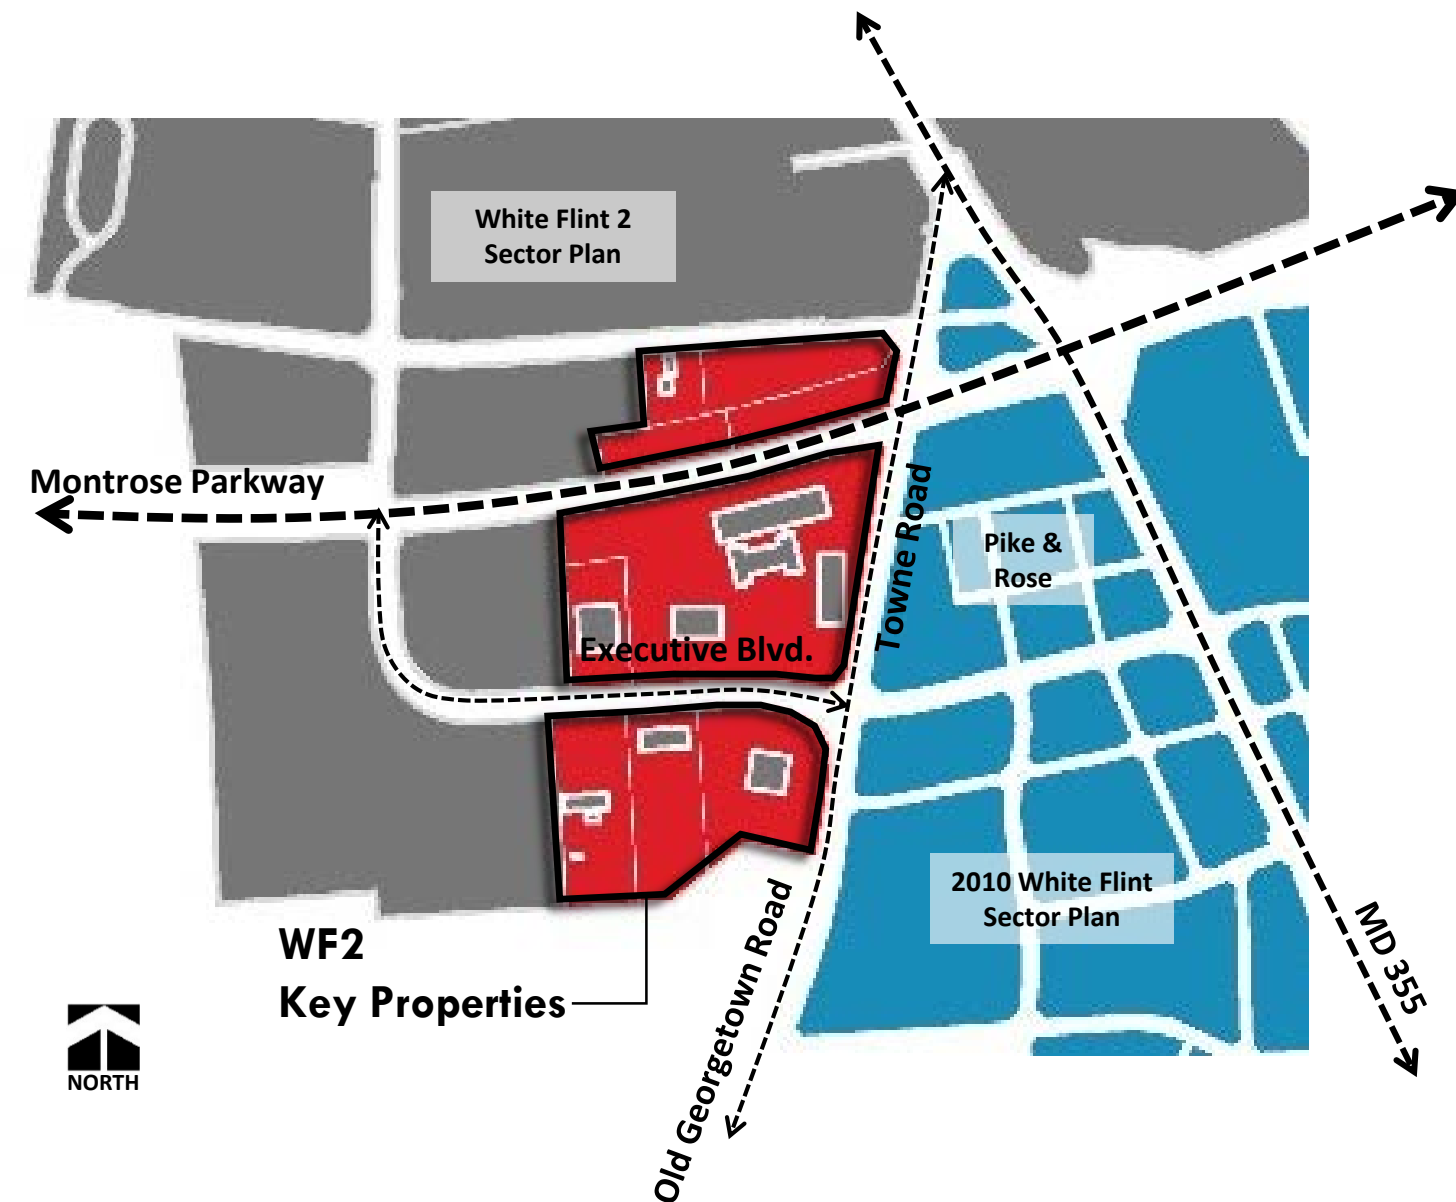 White Flint 2
Sector Plan
Montrose Parkway
Towne Road
Pike &
Rose
Executive Blvd.
2010 White Flint
Sector Plan
MD 355
Old Georgetown Road
WF2
Key Properties
NORTH